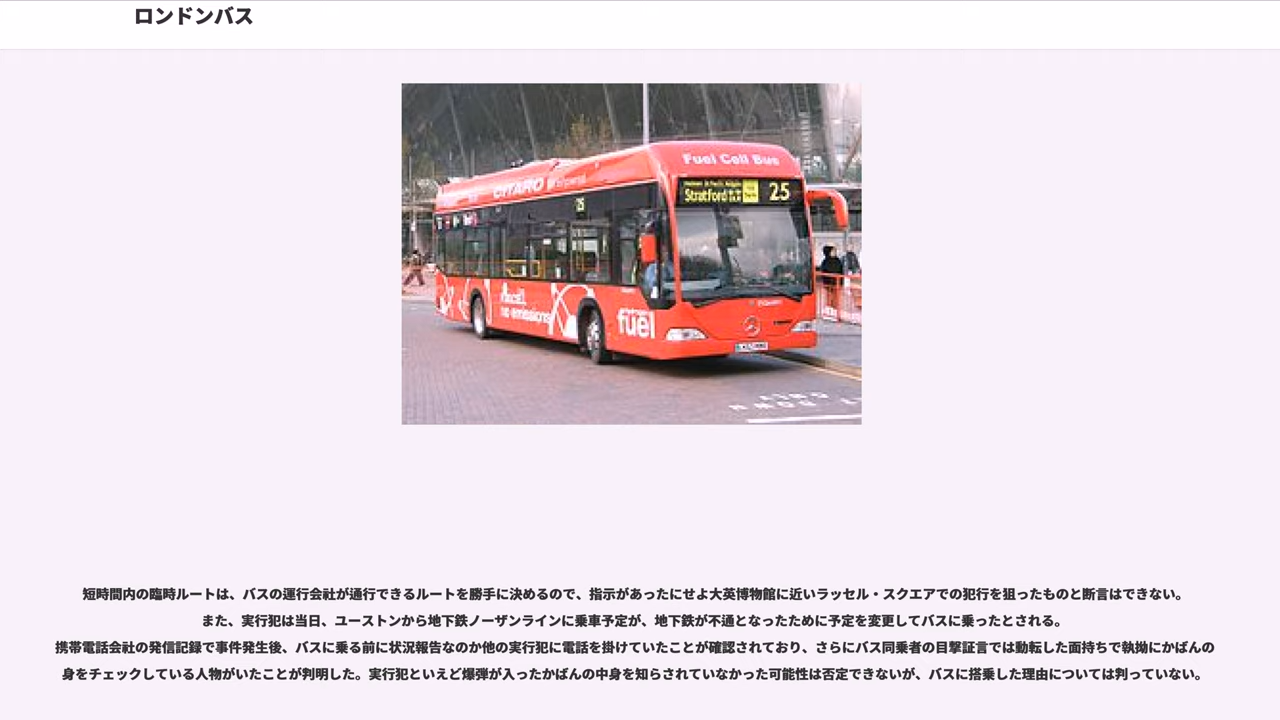 ロンドンバス
Fuel Cell Bus
CITARO
25
Stratford
25
no emissions
fuel
短時間内の臨時ルートは、バスの運行会社が通行できるルートを勝手に決めるので、指示があったにせよ大英博物館に近いラッセル・スクエアでの犯行を狙ったものと断言はできない。
また、実行犯は当日、ユーストンから地下鉄ノーザンラインに乗車予定が、地下鉄が不通となったために予定を変更してバスに乗ったとされる。
携帯電話会社の発信記録で事件発生後、バスに乗る前に状況報告なのか他の実行犯に電話を掛けていたことが確認されており、さらにバス同乗者の目撃証言では動転した面持ちで執拗にかばんの
身をチェックしている人物がいたことが判明した。実行犯といえど爆弾が入ったかばんの中身を知らされていなかった可能性は否定できないが、バスに搭乗した理由については判っていない。